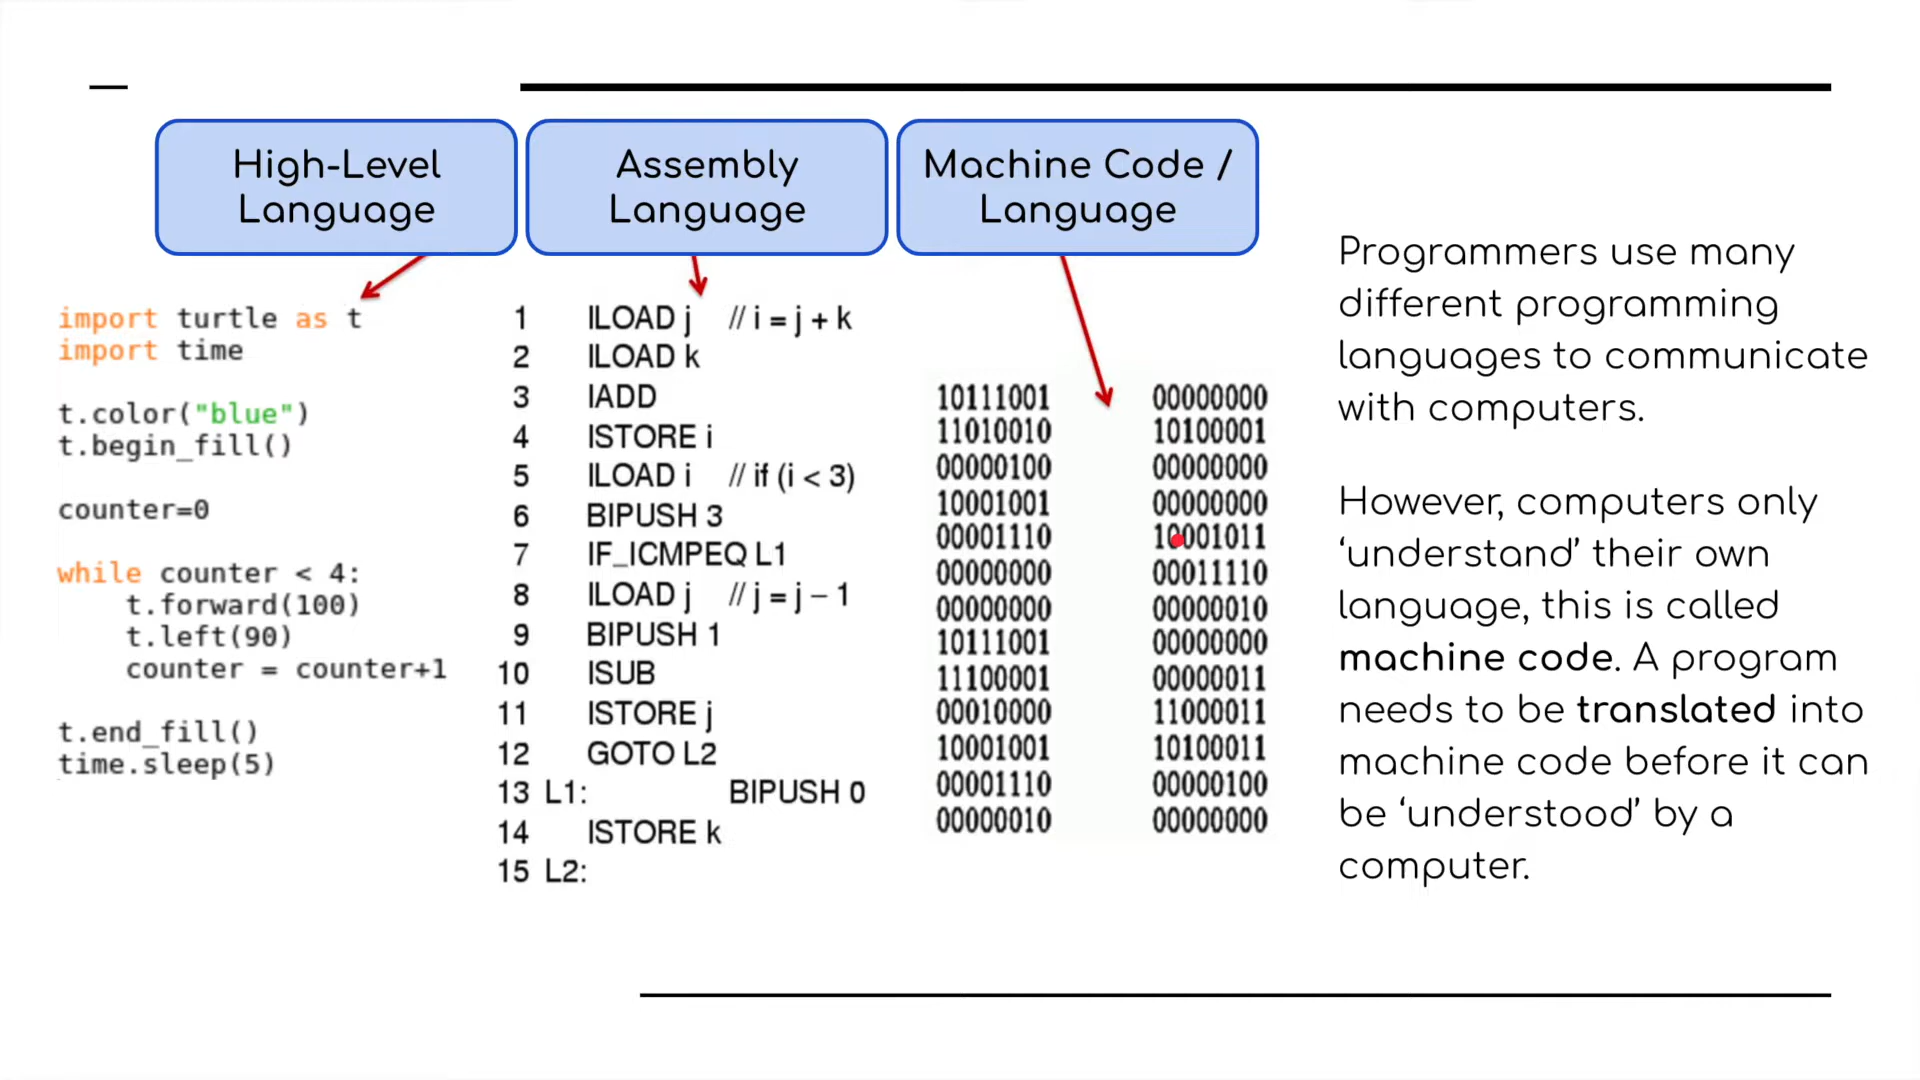 High-Level
Language
Assembly
Language
Machine Code /
Language
import turtle as t
import time
t.color("blue")
t.begin_fill()
counter=0
while counter < 4:
    t.forward(100)
    t.left(90)
    counter = counter+1
t.end_fill()
time.sleep(5)
1 ILOAD j // i = j + k
2 ILOAD k
3 IADD
4 ISTORE i
5 ILOAD i // if (i < 3)
6 BIPUSH 3
7 IF_ICMPEQ L1
8 ILOAD j // j = j – 1
9 BIPUSH 1
10 ISUB
11 ISTORE j
12 GOTO L2
13 L1: BIPUSH 0
14 ISTORE k
15 L2:
10111001 00000000
11010010 10100001
00000100 00000000
10001001 00000000
00001110 10001011
00000000 00011110
00000000 00000010
10111001 00000000
11100001 00000011
00010000 11000011
10001001 10100011
00001110 00000100
00000010 00000000
Programmers use many
different programming
languages to communicate
with computers.
However, computers only
‘understand’ their own
language, this is called
machine code. A program
needs to be translated into
machine code before it can
be ‘understood’ by a
computer.